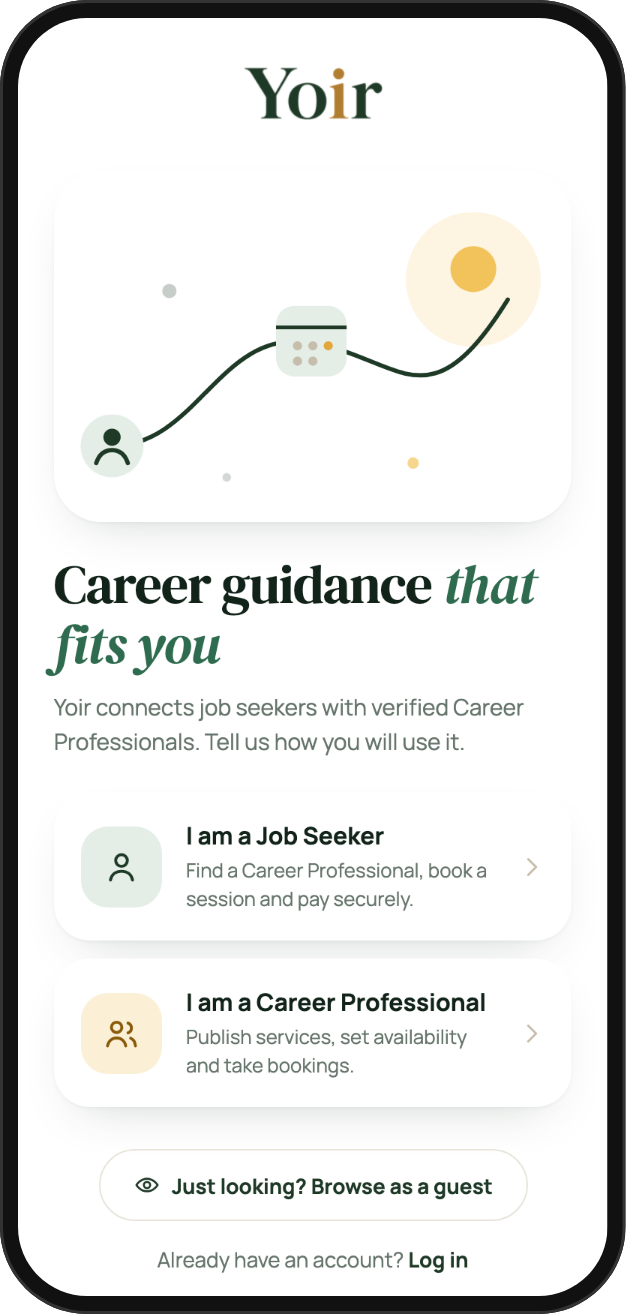 Yoir
Career guidance that
fits you
Yoir connects job seekers with verified Career
Professionals. Tell us how you will use it.
I am a Job Seeker
Find a Career Professional, book a
session and pay securely.
I am a Career Professional
Publish services, set availability
and take bookings.
Just looking? Browse as a guest
Already have an account? Log in